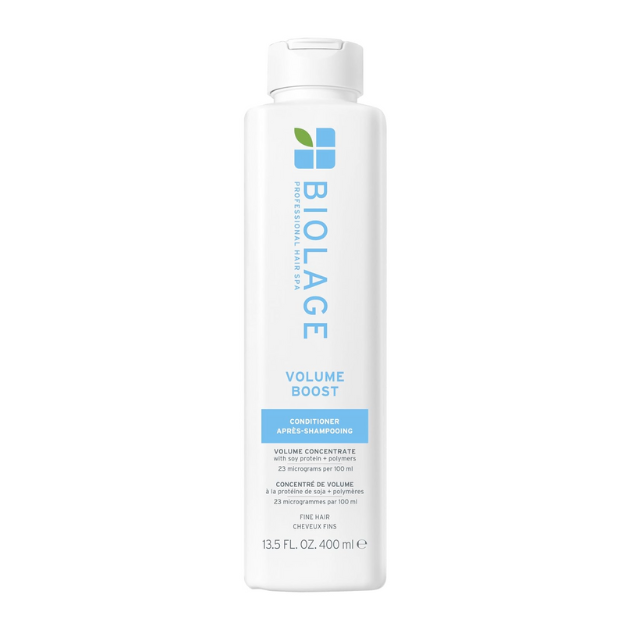 BIOLAGE
PROFESSIONAL HAIR SPA
VOLUME
BOOST
CONDITIONER
APRÈS-SHAMPOOING
VOLUME CONCENTRATE
with soy protein + polymers
23 micrograms per 100 ml
CONCENTRÉ DE VOLUME
à la protéine de soja + polymères
23 microgrammes par 100 ml
FINE HAIR
CHEVEUX FINS
13.5 FL. OZ. 400 ml ℮